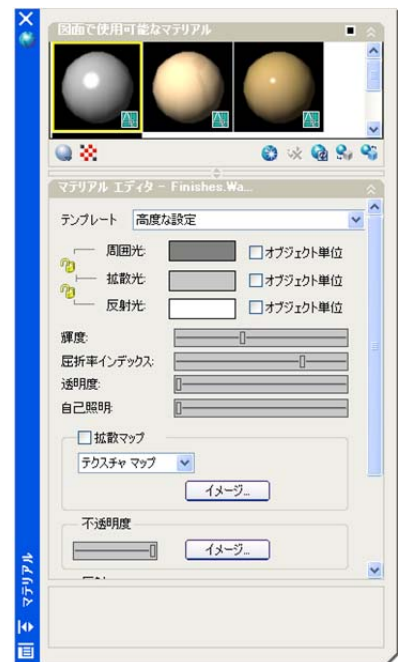 図面で使用可能なマテリアル
マテリアル エディタ - Finishes.Wa...
テンプレート 高度な設定
周囲光: オブジェクト単位
拡散光: オブジェクト単位
反射光: オブジェクト単位
輝度:
屈折率インデックス:
透明度:
自己照明:
拡散マップ
テクスチャ マップ
イメージ...
不透明度
イメージ...
マテリアル